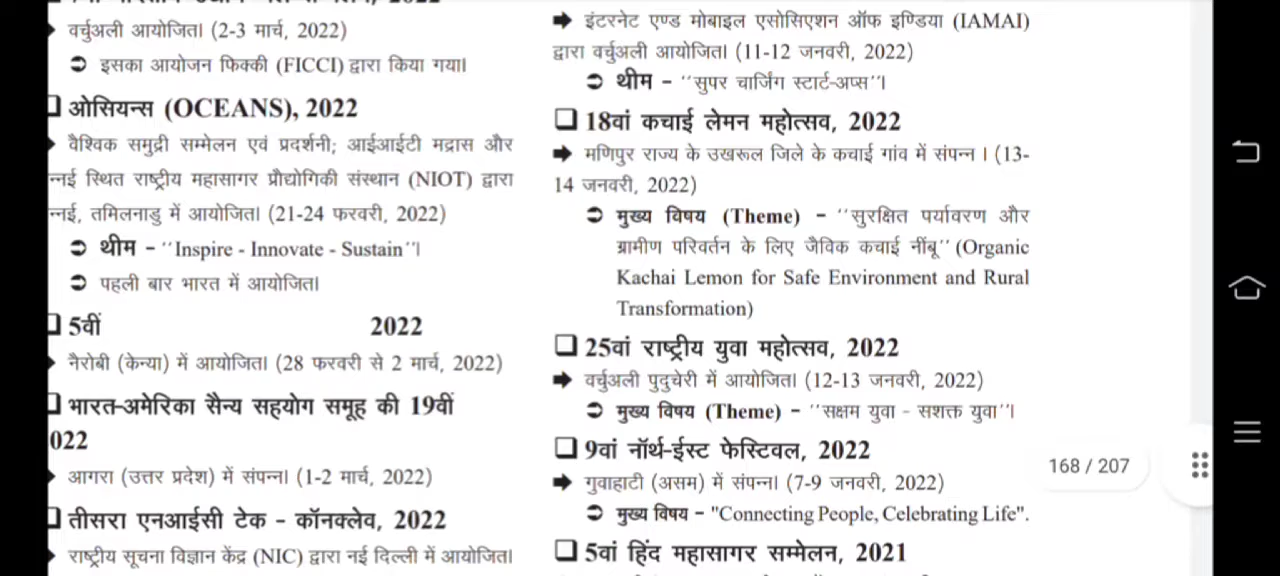 वर्चुअली आयोजित। (2-3 मार्च, 2022)
➲ इसका आयोजन फिक्की (FICCI) द्वारा किया गया।
❑ ओसियन्स (OCEANS), 2022
वैश्विक समुद्री सम्मेलन एवं प्रदर्शनी; आईआईटी मद्रास और
न्नई स्थित राष्ट्रीय महासागर प्रौद्योगिकी संस्थान (NIOT) द्वारा
न्नई, तमिलनाडु में आयोजित। (21-24 फरवरी, 2022)
➲ थीम - ''Inspire - Innovate - Sustain''।
➲ पहली बार भारत में आयोजित।
❑ 5वीं 2022
नैरोबी (केन्या) में आयोजित। (28 फरवरी से 2 मार्च, 2022)
❑ भारत-अमेरिका सैन्य सहयोग समूह की 19वीं
022
आगरा (उत्तर प्रदेश) में संपन्न। (1-2 मार्च, 2022)
❑ तीसरा एनआईसी टेक - कॉनक्लेव, 2022
राष्ट्रीय सूचना विज्ञान केंद्र (NIC) द्वारा नई दिल्ली में आयोजित।
➡ इंटरनेट एण्ड मोबाइल एसोसिएशन ऑफ इण्डिया (IAMAI)
द्वारा वर्चुअली आयोजित। (11-12 जनवरी, 2022)
➲ थीम - ''सुपर चार्जिंग स्टार्ट-अप्स''।
❑ 18वां कचाई लेमन महोत्सव, 2022
➡ मणिपुर राज्य के उखरूल जिले के कचाई गांव में संपन्न । (13-
14 जनवरी, 2022)
➲ मुख्य विषय (Theme) - ''सुरक्षित पर्यावरण और
ग्रामीण परिवर्तन के लिए जैविक कचाई नींबू'' (Organic
Kachai Lemon for Safe Environment and Rural
Transformation)
❑ 25वां राष्ट्रीय युवा महोत्सव, 2022
➡ वर्चुअली पुदुचेरी में आयोजित। (12-13 जनवरी, 2022)
➲ मुख्य विषय (Theme) - ''सक्षम युवा - सशक्त युवा''।
❑ 9वां नॉर्थ-ईस्ट फेस्टिवल, 2022
➡ गुवाहाटी (असम) में संपन्न। (7-9 जनवरी, 2022)
➲ मुख्य विषय - "Connecting People, Celebrating Life".
❑ 5वां हिंद महासागर सम्मेलन, 2021
168 / 207